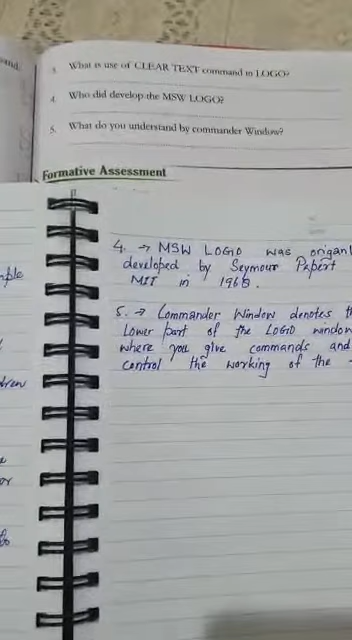 3. What is use of CLEAR TEXT command in LOGO?
4. Who did develop the MSW LOGO?
5. What do you understand by commander Window?
Formative Assessment
4. → MSW LOGO was origanl
developed by Seymour Papert
MIT in 1968.
5. → Commander Window denotes th
Lower part of the LOGO window
where you give commands and
control the working of the